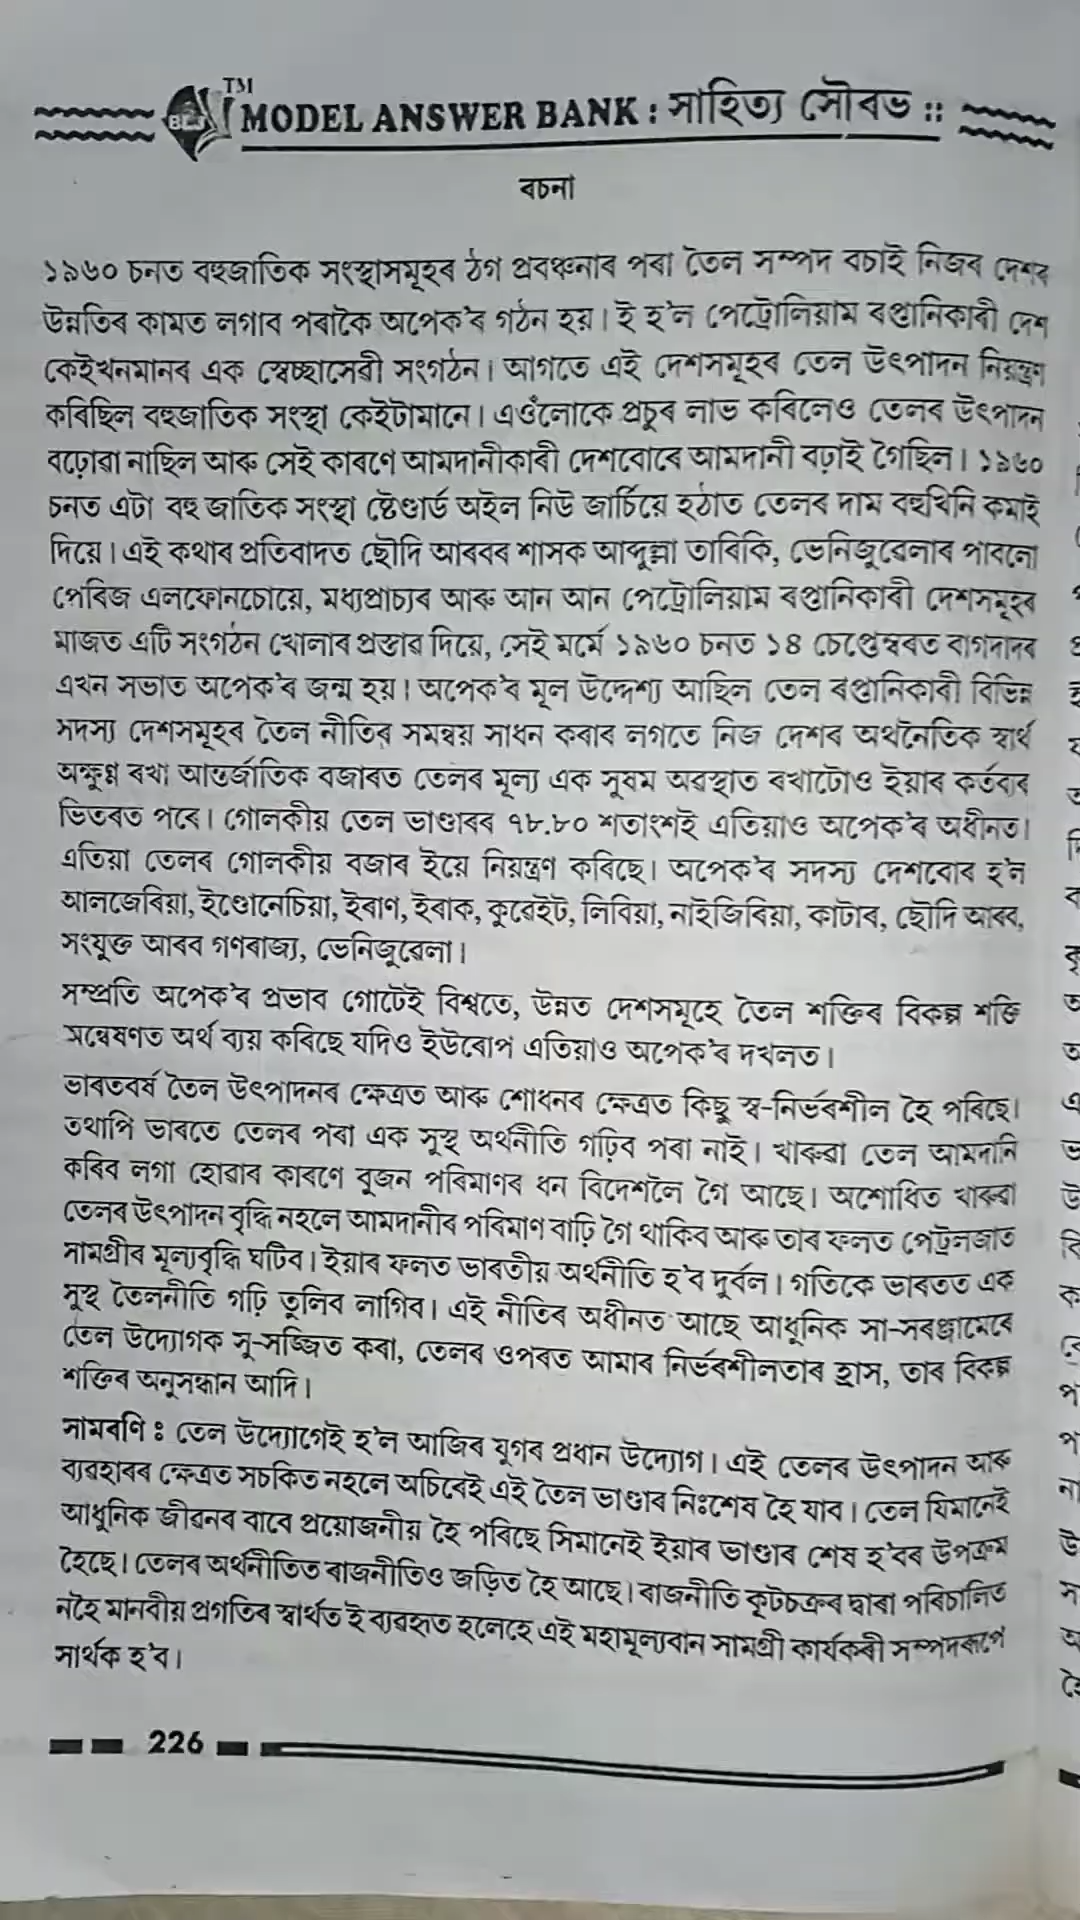 TM
MODEL ANSWER BANK : সাহিত্য সৌৰভ ::
ৰচনা
১৯৬০ চনত বহুজাতিক সংস্থাসমূহৰ ঠগ প্ৰবঞ্চনাৰ পৰা তৈল সম্পদ বচাই নিজৰ দেশৰ
উন্নতিৰ কামত লগাব পৰাকৈ অপেক'ৰ গঠন হয়। ই হ'ল পেট্ৰোলিয়াম ৰপ্তানিকাৰী দেশ
কেইখনমানৰ এক স্বেচ্ছাসেৱী সংগঠন। আগতে এই দেশসমূহৰ তেল উৎপাদন নিয়ন্ত্ৰণ
কৰিছিল বহুজাতিক সংস্থা কেইটামানে। এওঁলোকে প্ৰচুৰ লাভ কৰিলেও তেলৰ উৎপাদন
বঢ়োৱা নাছিল আৰু সেই কাৰণে আমদানীকাৰী দেশবোৰে আমদানী বঢ়াই গৈছিল। ১৯৬০
চনত এটা বহু জাতিক সংস্থা ষ্টেণ্ডাৰ্ড অইল নিউ জাৰ্চিয়ে হঠাত তেলৰ দাম বহুখিনি কমাই
দিয়ে। এই কথাৰ প্ৰতিবাদত ছৌদি আৰবৰ শাসক আব্দুল্লা তাৰিকি, ভেনিজুৱেলাৰ পাবলো
পেৰিজ এলফোনচোয়ে, মধ্যপ্ৰাচ্যৰ আৰু আন আন পেট্ৰোলিয়াম ৰপ্তানিকাৰী দেশসমূহৰ
মাজত এটি সংগঠন খোলাৰ প্ৰস্তাৱ দিয়ে, সেই মৰ্মে ১৯৬০ চনত ১৪ চেপ্তেম্বৰত বাগদাদৰ
এখন সভাত অপেক'ৰ জন্ম হয়। অপেক'ৰ মূল উদ্দেশ্য আছিল তেল ৰপ্তানিকাৰী বিভিন্ন
সদস্য দেশসমূহৰ তৈল নীতিৰ সমন্বয় সাধন কৰাৰ লগতে নিজ দেশৰ অৰ্থনৈতিক স্বাৰ্থ
অক্ষুণ্ণ ৰখা আন্তৰ্জাতিক বজাৰত তেলৰ মূল্য এক সুষম অৱস্থাত ৰখাটোও ইয়াৰ কৰ্তব্যৰ
ভিতৰত পৰে। গোলকীয় তেল ভাণ্ডাৰৰ ৭৮.৮০ শতাংশই এতিয়াও অপেক'ৰ অধীনত।
এতিয়া তেলৰ গোলকীয় বজাৰ ইয়ে নিয়ন্ত্ৰণ কৰিছে। অপেক'ৰ সদস্য দেশবোৰ হ'ল
আলজেৰিয়া, ইণ্ডোনেচিয়া, ইৰাণ, ইৰাক, কুৱেইট, লিবিয়া, নাইজিৰিয়া, কাটাৰ, ছৌদি আৰব,
সংযুক্ত আৰব গণৰাজ্য, ভেনিজুৱেলা।
সম্প্ৰতি অপেক'ৰ প্ৰভাব গোটেই বিশ্বতে, উন্নত দেশসমূহে তৈল শক্তিৰ বিকল্প শক্তি
অন্বেষণত অৰ্থ ব্যয় কৰিছে যদিও ইউৰোপ এতিয়াও অপেক'ৰ দখলত।
ভাৰতবৰ্ষ তৈল উৎপাদনৰ ক্ষেত্ৰত আৰু শোধনৰ ক্ষেত্ৰত কিছু স্ব-নিৰ্ভৰশীল হৈ পৰিছে।
তথাপি ভাৰতে তেলৰ পৰা এক সুস্থ অৰ্থনীতি গঢ়িব পৰা নাই। খাৰুৱা তেল আমদানি
কৰিব লগা হোৱাৰ কাৰণে বুজন পৰিমাণৰ ধন বিদেশলৈ গৈ আছে। অশোধিত খাৰুৱা
তেলৰ উৎপাদন বৃদ্ধি নহলে আমদানীৰ পৰিমাণ বাঢ়ি গৈ থাকিব আৰু তাৰ ফলত পেট্ৰলজাত
সামগ্ৰীৰ মূল্যবৃদ্ধি ঘটিব। ইয়াৰ ফলত ভাৰতীয় অৰ্থনীতি হ'ব দুৰ্বল। গতিকে ভাৰতত এক
সুস্থ তৈলনীতি গঢ়ি তুলিব লাগিব। এই নীতিৰ অধীনত আছে আধুনিক সা-সৰঞ্জামেৰে
তেল উদ্যোগক সু-সজ্জিত কৰা, তেলৰ ওপৰত আমাৰ নিৰ্ভৰশীলতাৰ হ্ৰাস, তাৰ বিকল্প
শক্তিৰ অনুসন্ধান আদি।
সামৰণি ঃ তেল উদ্যোগেই হ'ল আজিৰ যুগৰ প্ৰধান উদ্যোগ। এই তেলৰ উৎপাদন আৰু
ব্যৱহাৰৰ ক্ষেত্ৰত সচকিত নহলে অচিৰেই এই তৈল ভাণ্ডাৰ নিঃশেষ হৈ যাব। তেল যিমানেই
আধুনিক জীৱনৰ বাবে প্ৰয়োজনীয় হৈ পৰিছে সিমানেই ইয়াৰ ভাণ্ডাৰ শেষ হ'বৰ উপক্ৰম
হৈছে। তেলৰ অৰ্থনীতিত ৰাজনীতিও জড়িত হৈ আছে। ৰাজনীতি কূটচক্ৰৰ দ্বাৰা পৰিচালিত
নহৈ মানবীয় প্ৰগতিৰ স্বাৰ্থত ই ব্যৱহৃত হলেহে এই মহামূল্যবান সামগ্ৰী কাৰ্যকৰী সম্পদৰূপে
সাৰ্থক হ'ব।
226